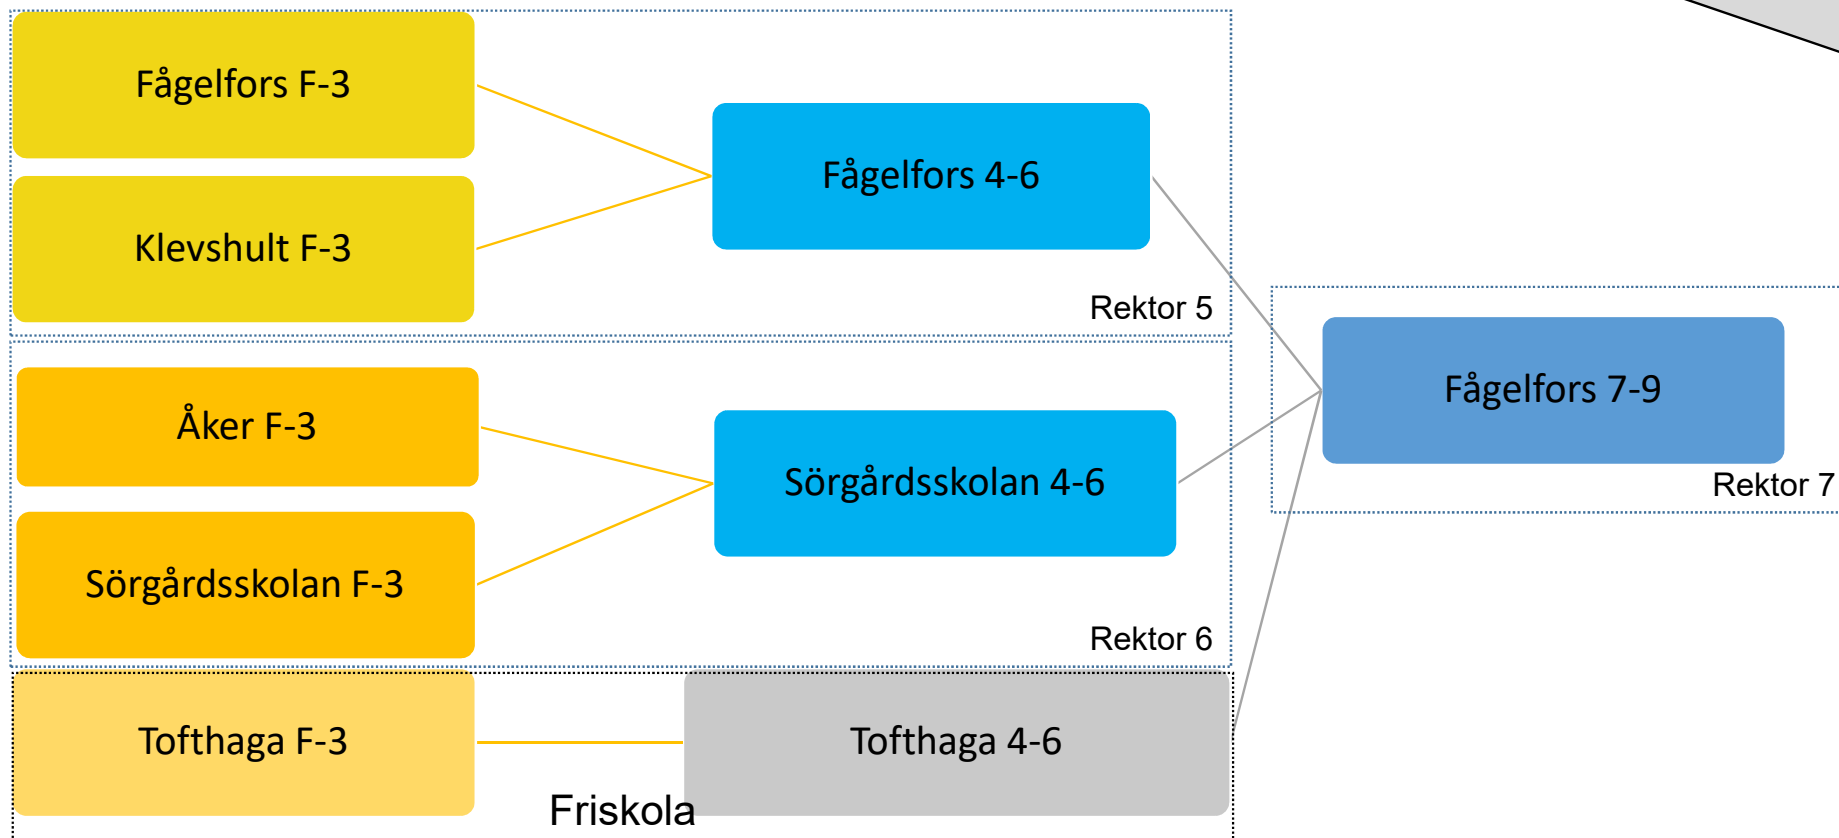 Fågelfors F-3
Klevshult F-3
Fågelfors 4-6
Rektor 5
Åker F-3
Sörgårdsskolan F-3
Sörgårdsskolan 4-6
Rektor 6
Fågelfors 7-9
Rektor 7
Tofthaga F-3
Tofthaga 4-6
Friskola